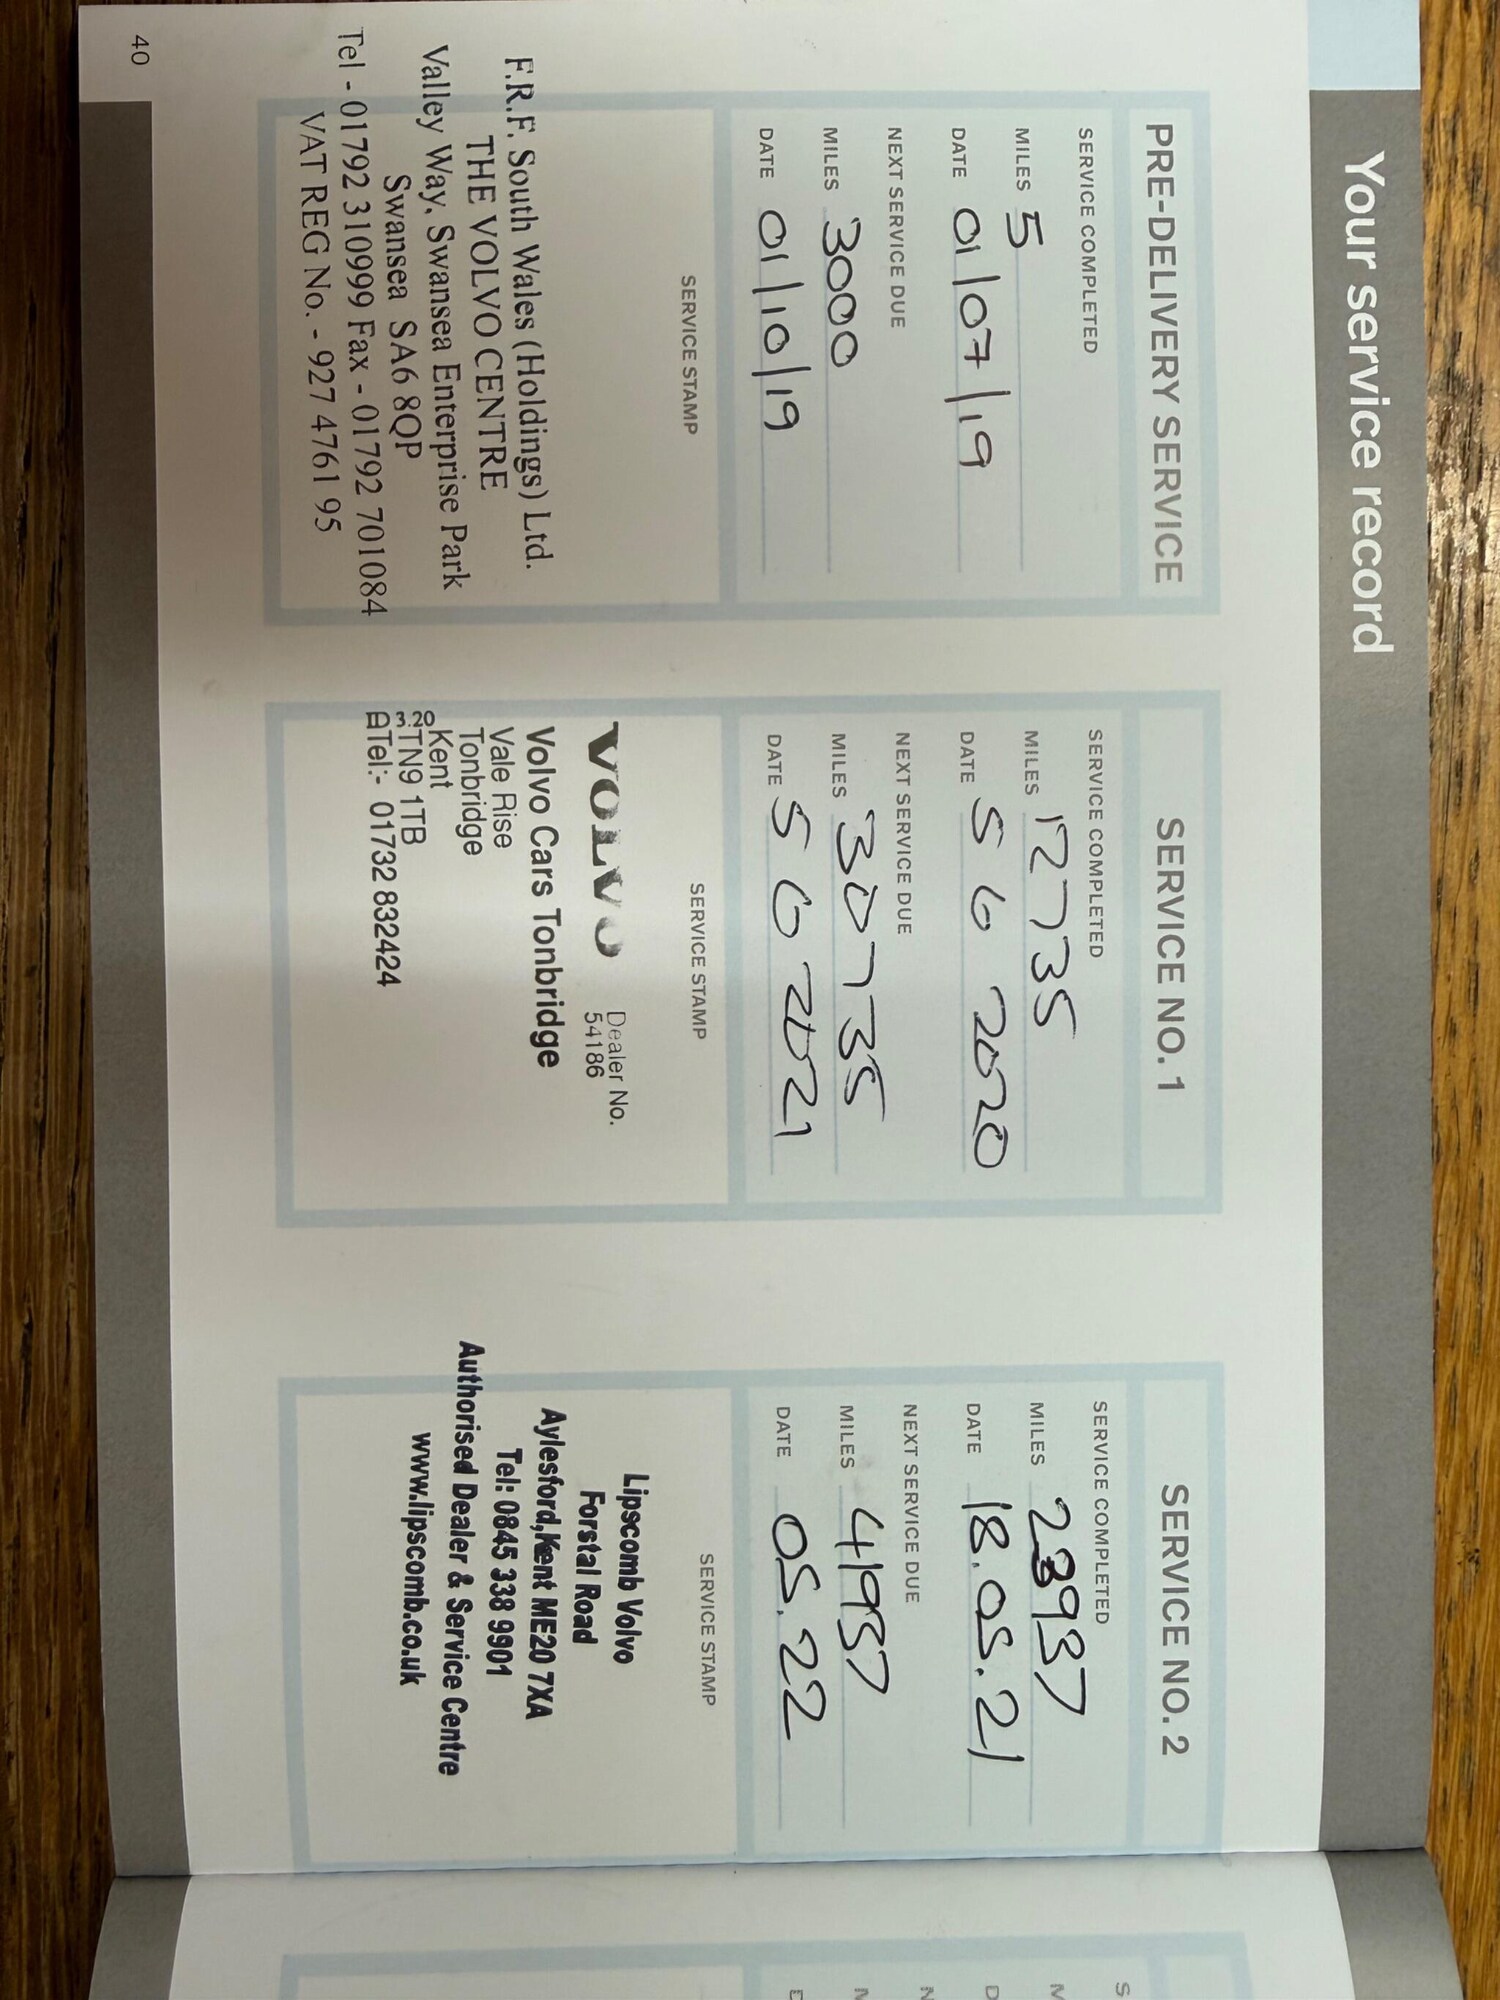 Your service record
PRE-DELIVERY SERVICE
SERVICE COMPLETED
MILES 5
DATE 01/07/19
NEXT SERVICE DUE
MILES 3000
DATE 01/10/19
SERVICE STAMP
F.R.F. South Wales (Holdings) Ltd.
THE VOLVO CENTRE
Valley Way, Swansea Enterprise Park
Swansea SA6 8QP
Tel - 01792 310999 Fax - 01792 701084
VAT REG No. - 927 4761 95
SERVICE NO. 1
SERVICE COMPLETED
MILES 12735
DATE 5 6 2020
NEXT SERVICE DUE
MILES 30735
DATE 5 6 2021
SERVICE STAMP
VOLVO
Dealer No.
54186
Volvo Cars Tonbridge
Vale Rise
Tonbridge
Kent
TN9 1TB
Tel:- 01732 832424
SERVICE NO. 2
SERVICE COMPLETED
MILES 23937
DATE 18.05.21
NEXT SERVICE DUE
MILES 41937
DATE 05.22
SERVICE STAMP
Lipscomb Volvo
Forstal Road
Aylesford,Kent ME20 7XA
Tel: 0845 338 9901
Authorised Dealer & Service Centre
www.lipscomb.co.uk
40